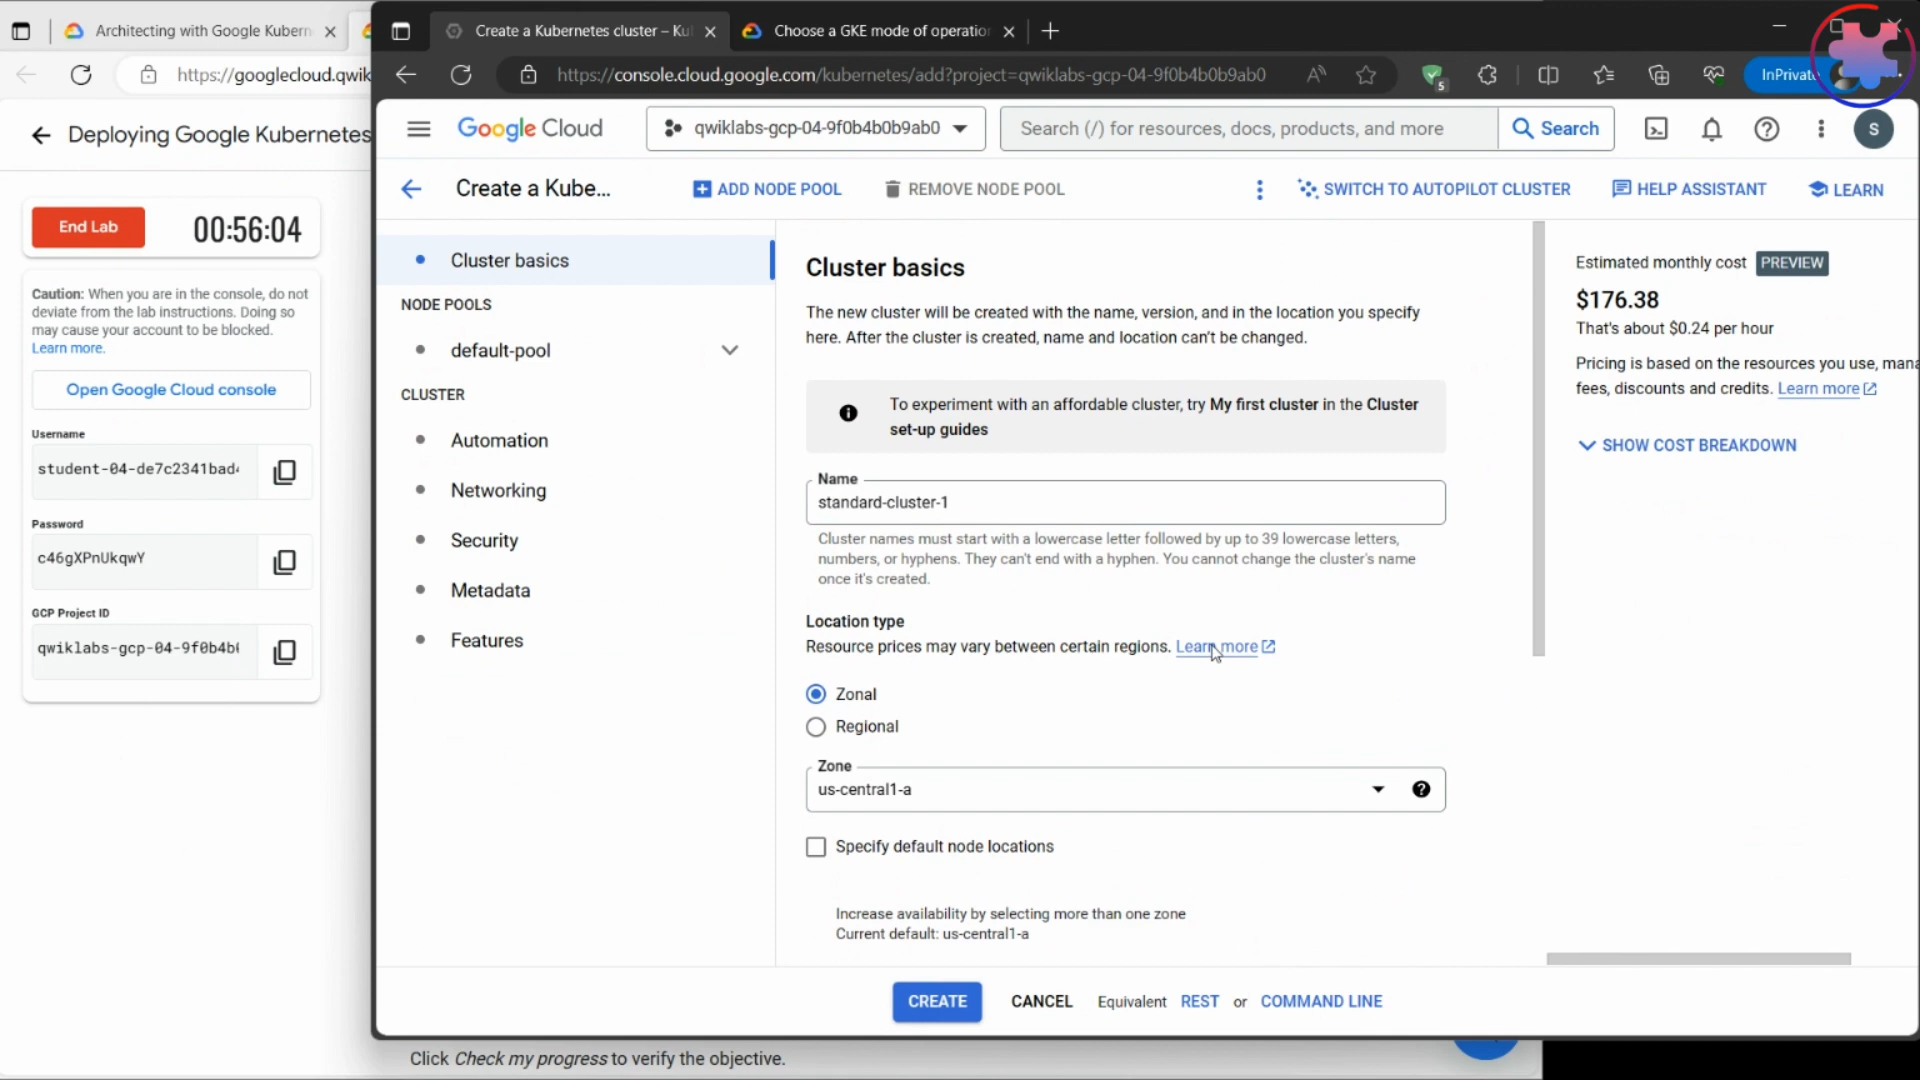 Architecting with Google Kubern
Create a Kubernetes cluster – Ku
Choose a GKE mode of operation
https://googlecloud.qwik
https://console.cloud.google.com/kubernetes/add?project=qwiklabs-gcp-04-9f0b4b0b9ab0
5
InPrivate
Deploying Google Kubernetes
Google Cloud
qwiklabs-gcp-04-9f0b4b0b9ab0
Search (/) for resources, docs, products, and more
Search
S
Create a Kube...
ADD NODE POOL
REMOVE NODE POOL
SWITCH TO AUTOPILOT CLUSTER
HELP ASSISTANT
LEARN
End Lab
00:56:04
Caution: When you are in the console, do not
deviate from the lab instructions. Doing so
may cause your account to be blocked.
Learn more.
Open Google Cloud console
Username
student-04-de7c2341bad
Password
c46gXPnUkqwY
GCP Project ID
qwiklabs-gcp-04-9f0b4b
Cluster basics
NODE POOLS
default-pool
CLUSTER
Automation
Networking
Security
Metadata
Features
Cluster basics
The new cluster will be created with the name, version, and in the location you specify
here. After the cluster is created, name and location can't be changed.
To experiment with an affordable cluster, try My first cluster in the Cluster
set-up guides
Name
standard-cluster-1
Cluster names must start with a lowercase letter followed by up to 39 lowercase letters,
numbers, or hyphens. They can't end with a hyphen. You cannot change the cluster's name
once it's created.
Location type
Resource prices may vary between certain regions. Learn more
Zonal
Regional
Zone
us-central1-a
Specify default node locations
Increase availability by selecting more than one zone
Current default: us-central1-a
Estimated monthly cost PREVIEW
$176.38
That's about $0.24 per hour
Pricing is based on the resources you use, mana
fees, discounts and credits. Learn more
SHOW COST BREAKDOWN
CREATE
CANCEL
Equivalent REST or COMMAND LINE
Click Check my progress to verify the objective.